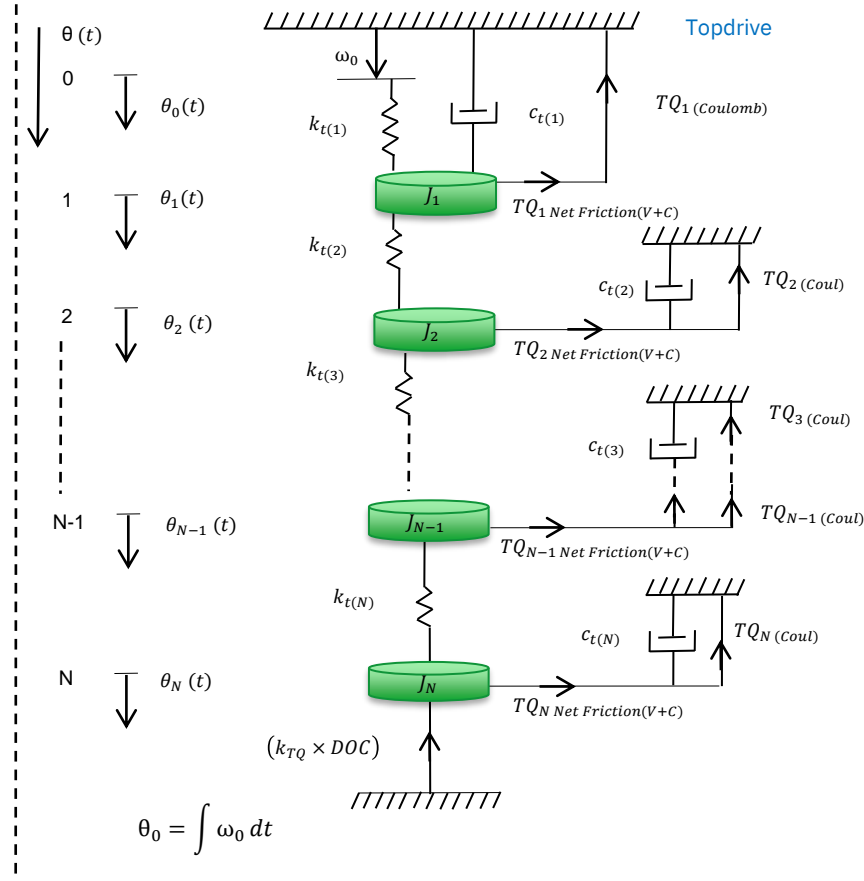 θ (t)
Topdrive
ω₀
0
θ₀(t)
TQ₁ (Coulomb)
k_t(1)
c_t(1)
1
θ₁(t)
J₁
TQ₁ Net Friction(V+C)
k_t(2)
c_t(2)
TQ₂ (Coul)
2
θ₂ (t)
J₂
TQ₂ Net Friction(V+C)
k_t(3)
TQ₃ (Coul)
c_t(3)
N-1
θ_N−1 (t)
J_N−1
TQ_N−1 (Coul)
TQ_N−1 Net Friction(V+C)
k_t(N)
c_t(N)
TQ_N (Coul)
N
θ_N (t)
J_N
TQ_N Net Friction(V+C)
(k_TQ × DOC)
θ₀ = ∫ ω₀ dt